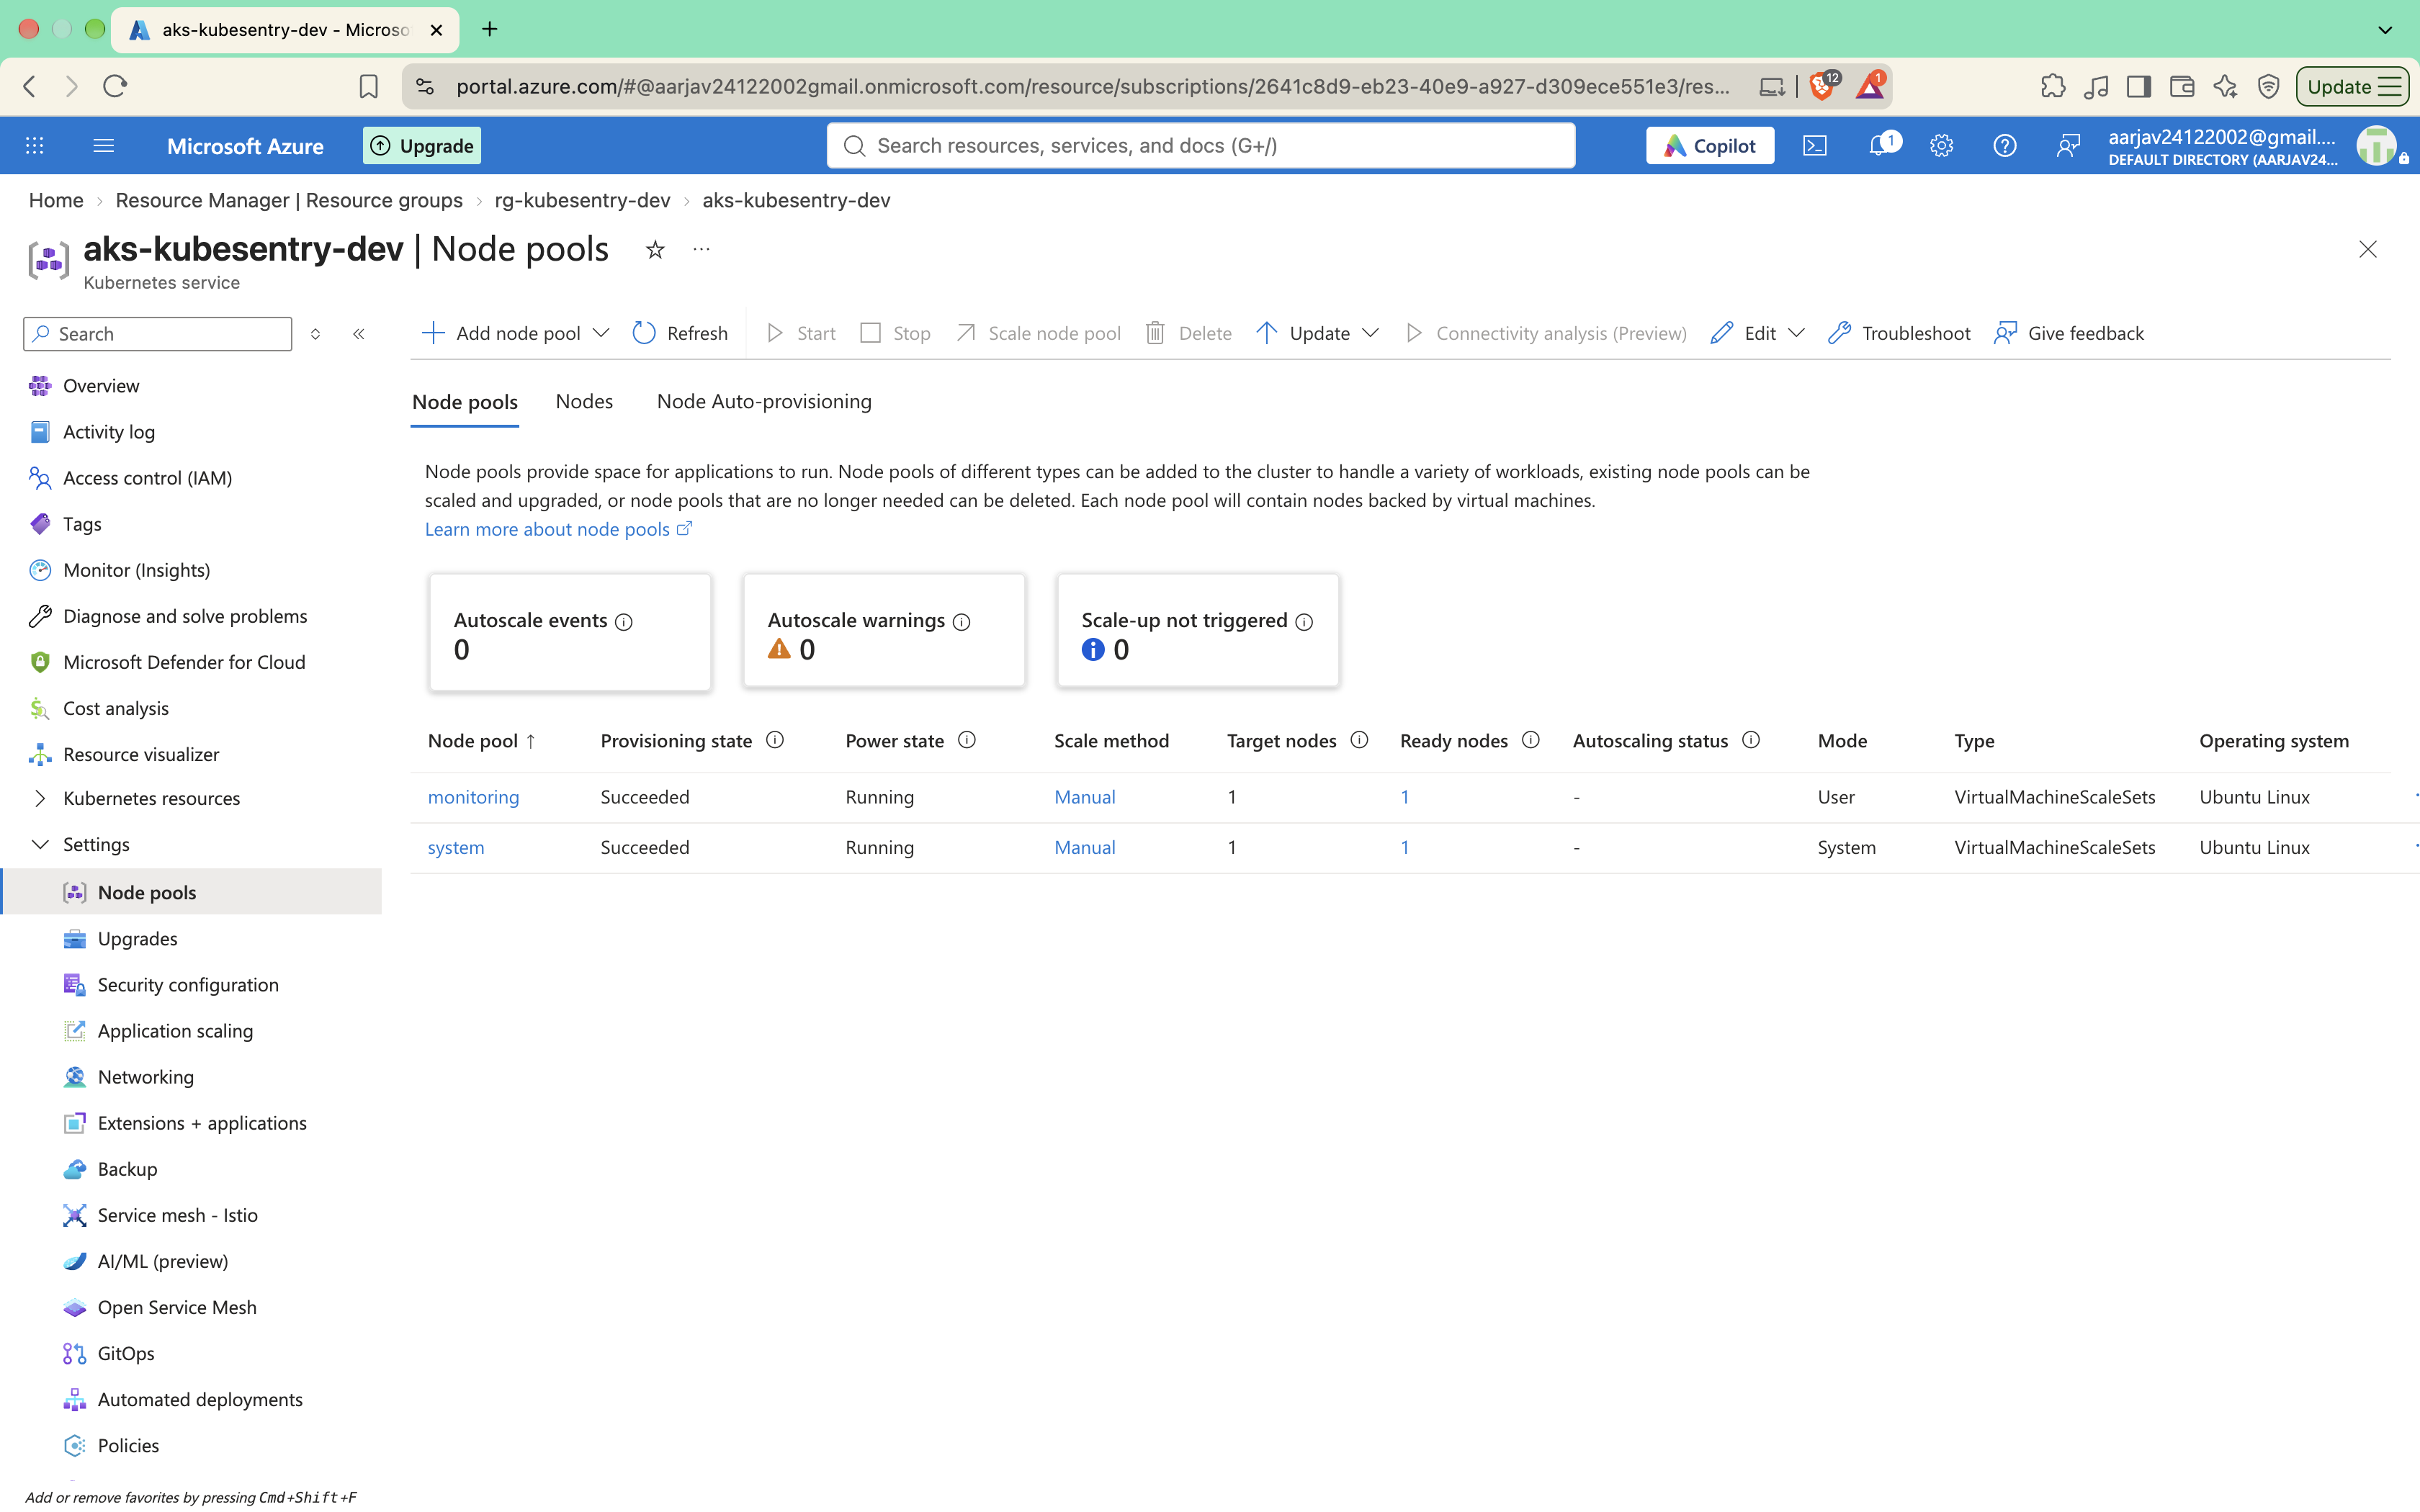 aks-kubesentry-dev - Microso
portal.azure.com/#@aarjav24122002gmail.onmicrosoft.com/resource/subscriptions/2641c8d9-eb23-40e9-a927-d309ece551e3/res...
12
1
Update
Microsoft Azure
Upgrade
Search resources, services, and docs (G+/)
Copilot
1
aarjav24122002@gmail....
DEFAULT DIRECTORY (AARJAV24...
Home > Resource Manager | Resource groups > rg-kubesentry-dev > aks-kubesentry-dev
aks-kubesentry-dev | Node pools
...
Kubernetes service
Search
Add node pool
Refresh
Start
Stop
Scale node pool
Delete
Update
Connectivity analysis (Preview)
Edit
Troubleshoot
Give feedback
Overview
Activity log
Access control (IAM)
Tags
Monitor (Insights)
Diagnose and solve problems
Microsoft Defender for Cloud
Cost analysis
Resource visualizer
Kubernetes resources
Settings
Node pools
Upgrades
Security configuration
Application scaling
Networking
Extensions + applications
Backup
Service mesh - Istio
AI/ML (preview)
Open Service Mesh
GitOps
Automated deployments
Policies
Add or remove favorites by pressing Cmd+Shift+F
Node pools Nodes Node Auto-provisioning
Node pools provide space for applications to run. Node pools of different types can be added to the cluster to handle a variety of workloads, existing node pools can be
scaled and upgraded, or node pools that are no longer needed can be deleted. Each node pool will contain nodes backed by virtual machines.
Learn more about node pools
Autoscale events
0
Autoscale warnings
0
Scale-up not triggered
0
Node pool ↑ Provisioning state Power state Scale method Target nodes Ready nodes Autoscaling status Mode Type Operating system
monitoring Succeeded Running Manual 1 1 - User VirtualMachineScaleSets Ubuntu Linux
system Succeeded Running Manual 1 1 - System VirtualMachineScaleSets Ubuntu Linux